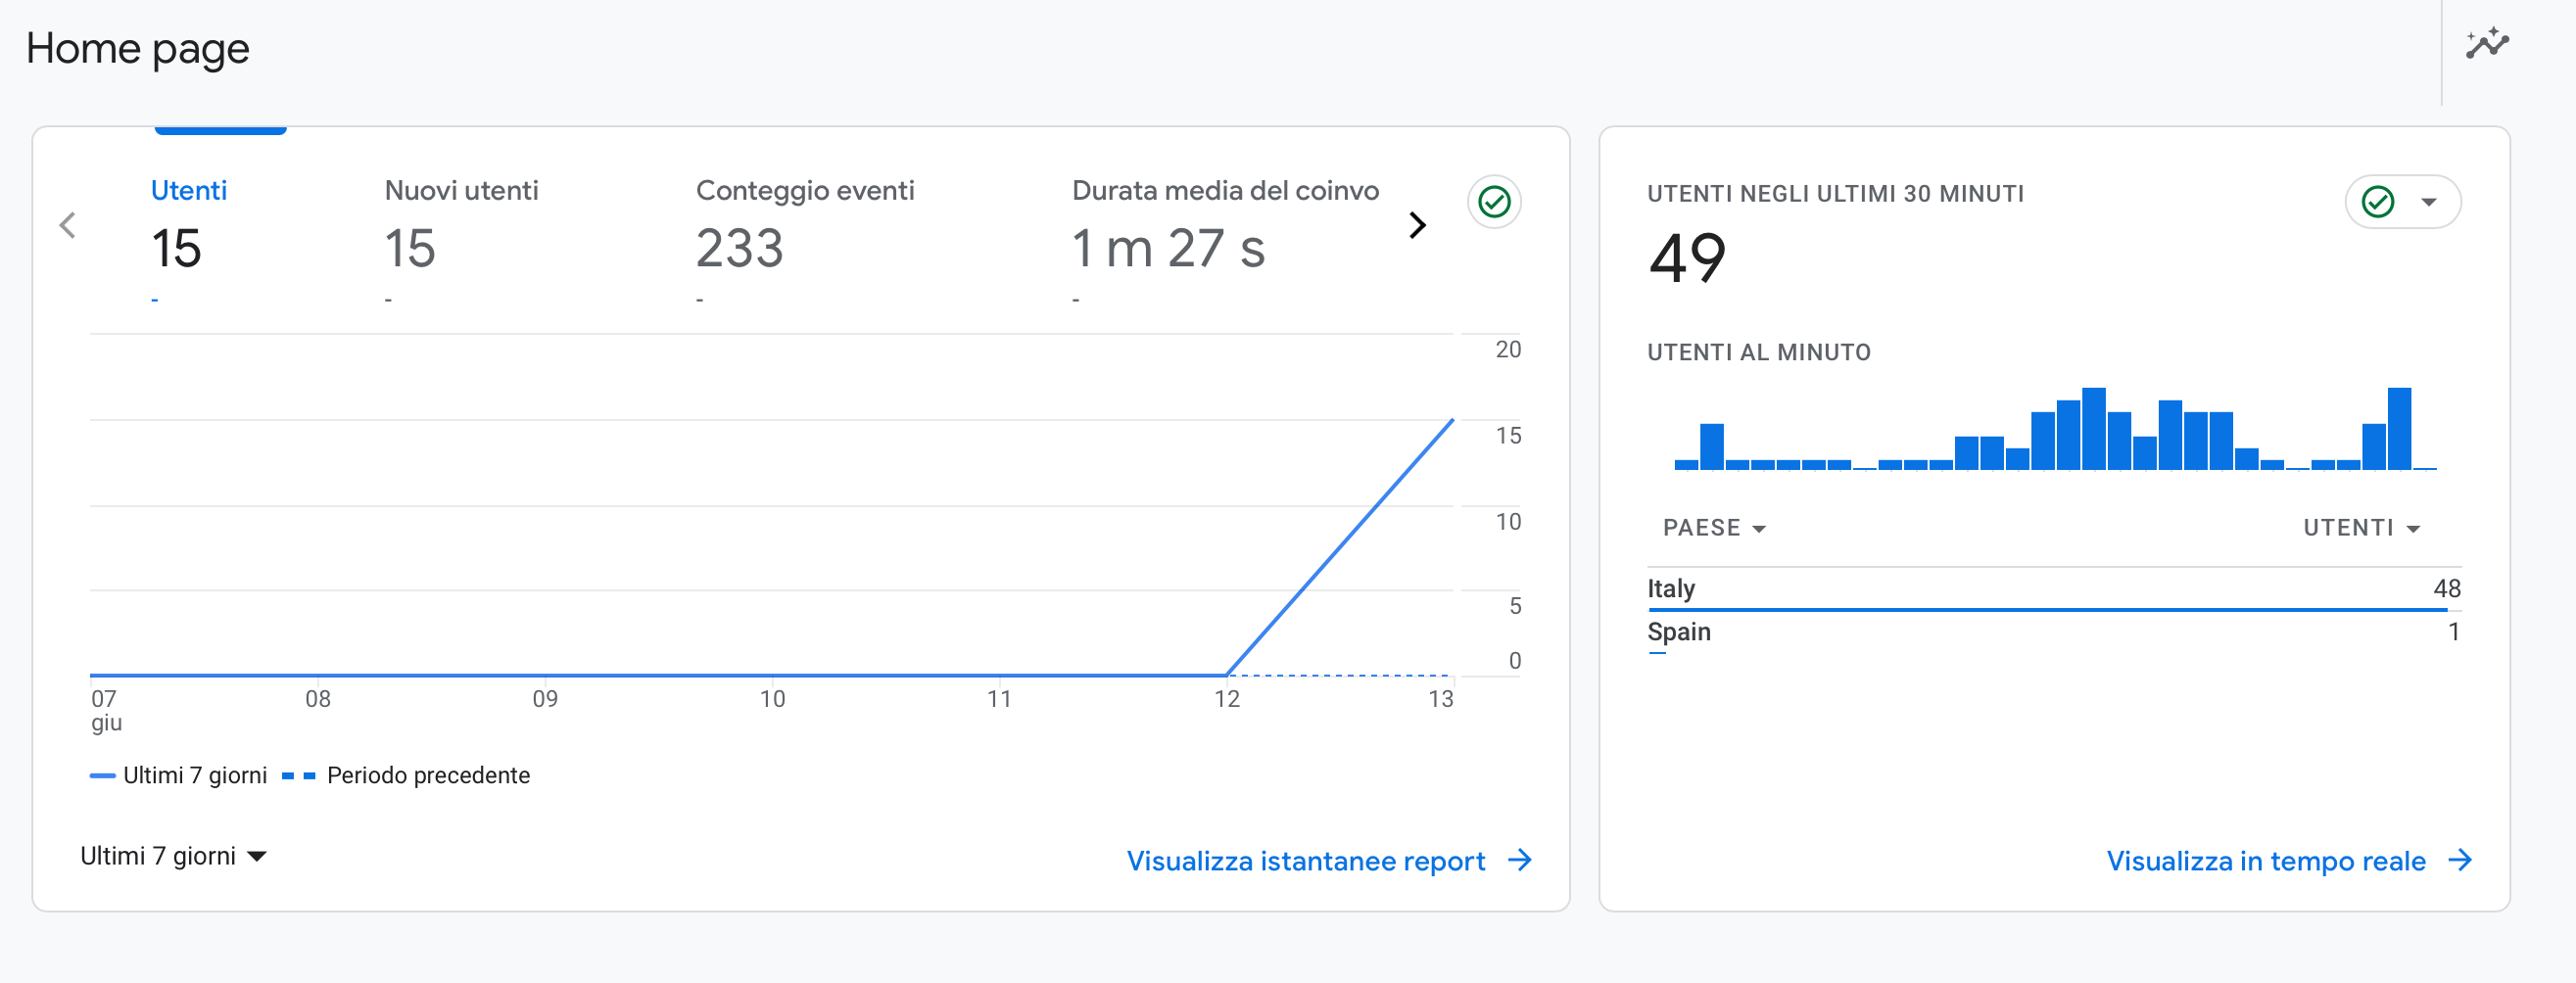 Home page
Utenti
15
-
Nuovi utenti
15
-
Conteggio eventi
233
-
Durata media del coinvo
1 m 27 s
-
20
15
10
5
0
07
giu
08
09
10
11
12
13
Ultimi 7 giorni
Periodo precedente
Ultimi 7 giorni
Visualizza istantanee report
UTENTI NEGLI ULTIMI 30 MINUTI
49
UTENTI AL MINUTO
PAESE
UTENTI
Italy 48
Spain 1
Visualizza in tempo reale